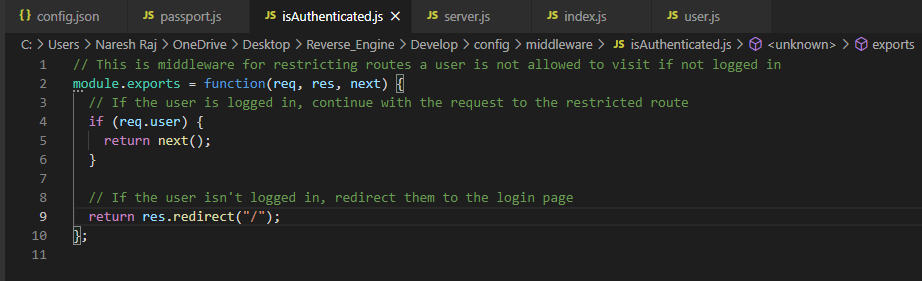 {} config.json JS passport.js JS isAuthenticated.js × JS server.js JS index.js JS user.js
C: > Users > Naresh Raj > OneDrive > Desktop > Reverse_Engine > Develop > config > middleware > JS isAuthenticated.js > <unknown> > exports
1 // This is middleware for restricting routes a user is not allowed to visit if not logged in
2 module.exports = function(req, res, next) {
3 // If the user is logged in, continue with the request to the restricted route
4 if (req.user) {
5 return next();
6 }
7
8 // If the user isn't logged in, redirect them to the login page
9 return res.redirect("/");
10 };
11